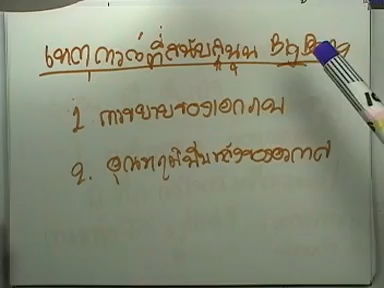 เหตุการณ์ที่สนับสนุน Big Bang
1. การขยายของเอกภพ
2. อุณหภูมิพื้นหลังของอวกาศ